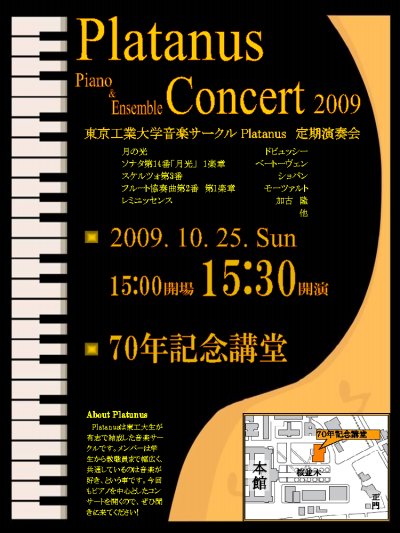 Platanus
Piano
&
Ensemble
Concert 2009
東京工業大学音楽サークル Platanus 定期演奏会
月の光 ドビュッシー
ソナタ第14番「月光」 1楽章 ベートーヴェン
スケルツォ第3番 ショパン
フルート協奏曲第2番 第1楽章 モーツァルト
レミニッセンス 加古 隆
他
2009. 10. 25. Sun
15:00開場 15:30開演
70年記念講堂
About Platanus
Platanusは東工大生が
有志で結成した音楽サー
クルです。メンバーは学
生から教職員まで幅広く、
共通しているのは音楽が
好き、という事です。今回
もピアノを中心としたコン
サートを開くので、ぜひ聞
きに来てください!
70年記念講堂
本館
桜並木
正門